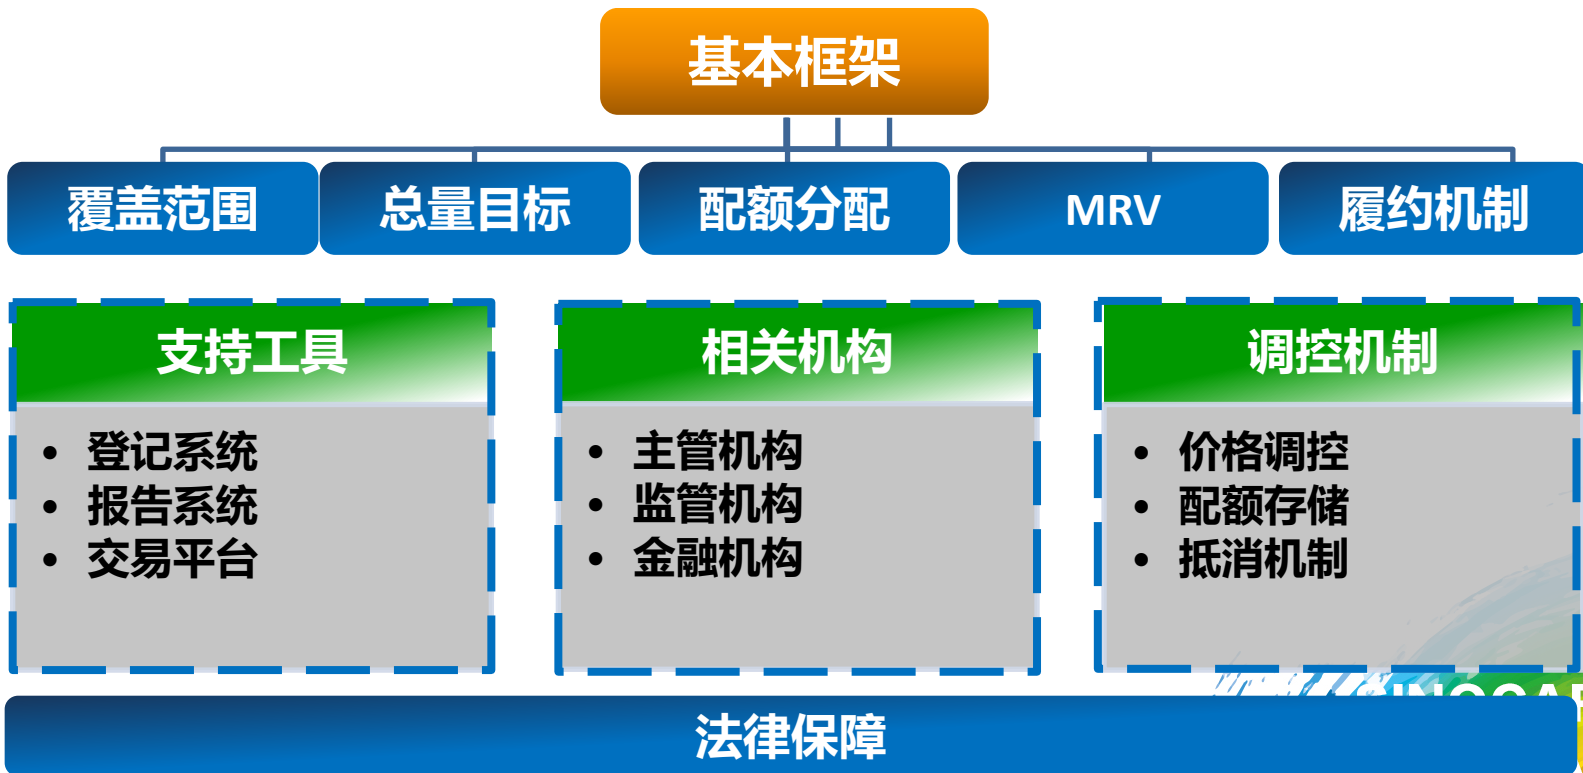 基本框架
覆盖范围
总量目标
配额分配
MRV
履约机制
支持工具
• 登记系统
• 报告系统
• 交易平台
相关机构
• 主管机构
• 监管机构
• 金融机构
调控机制
• 价格调控
• 配额存储
• 抵消机制
法律保障